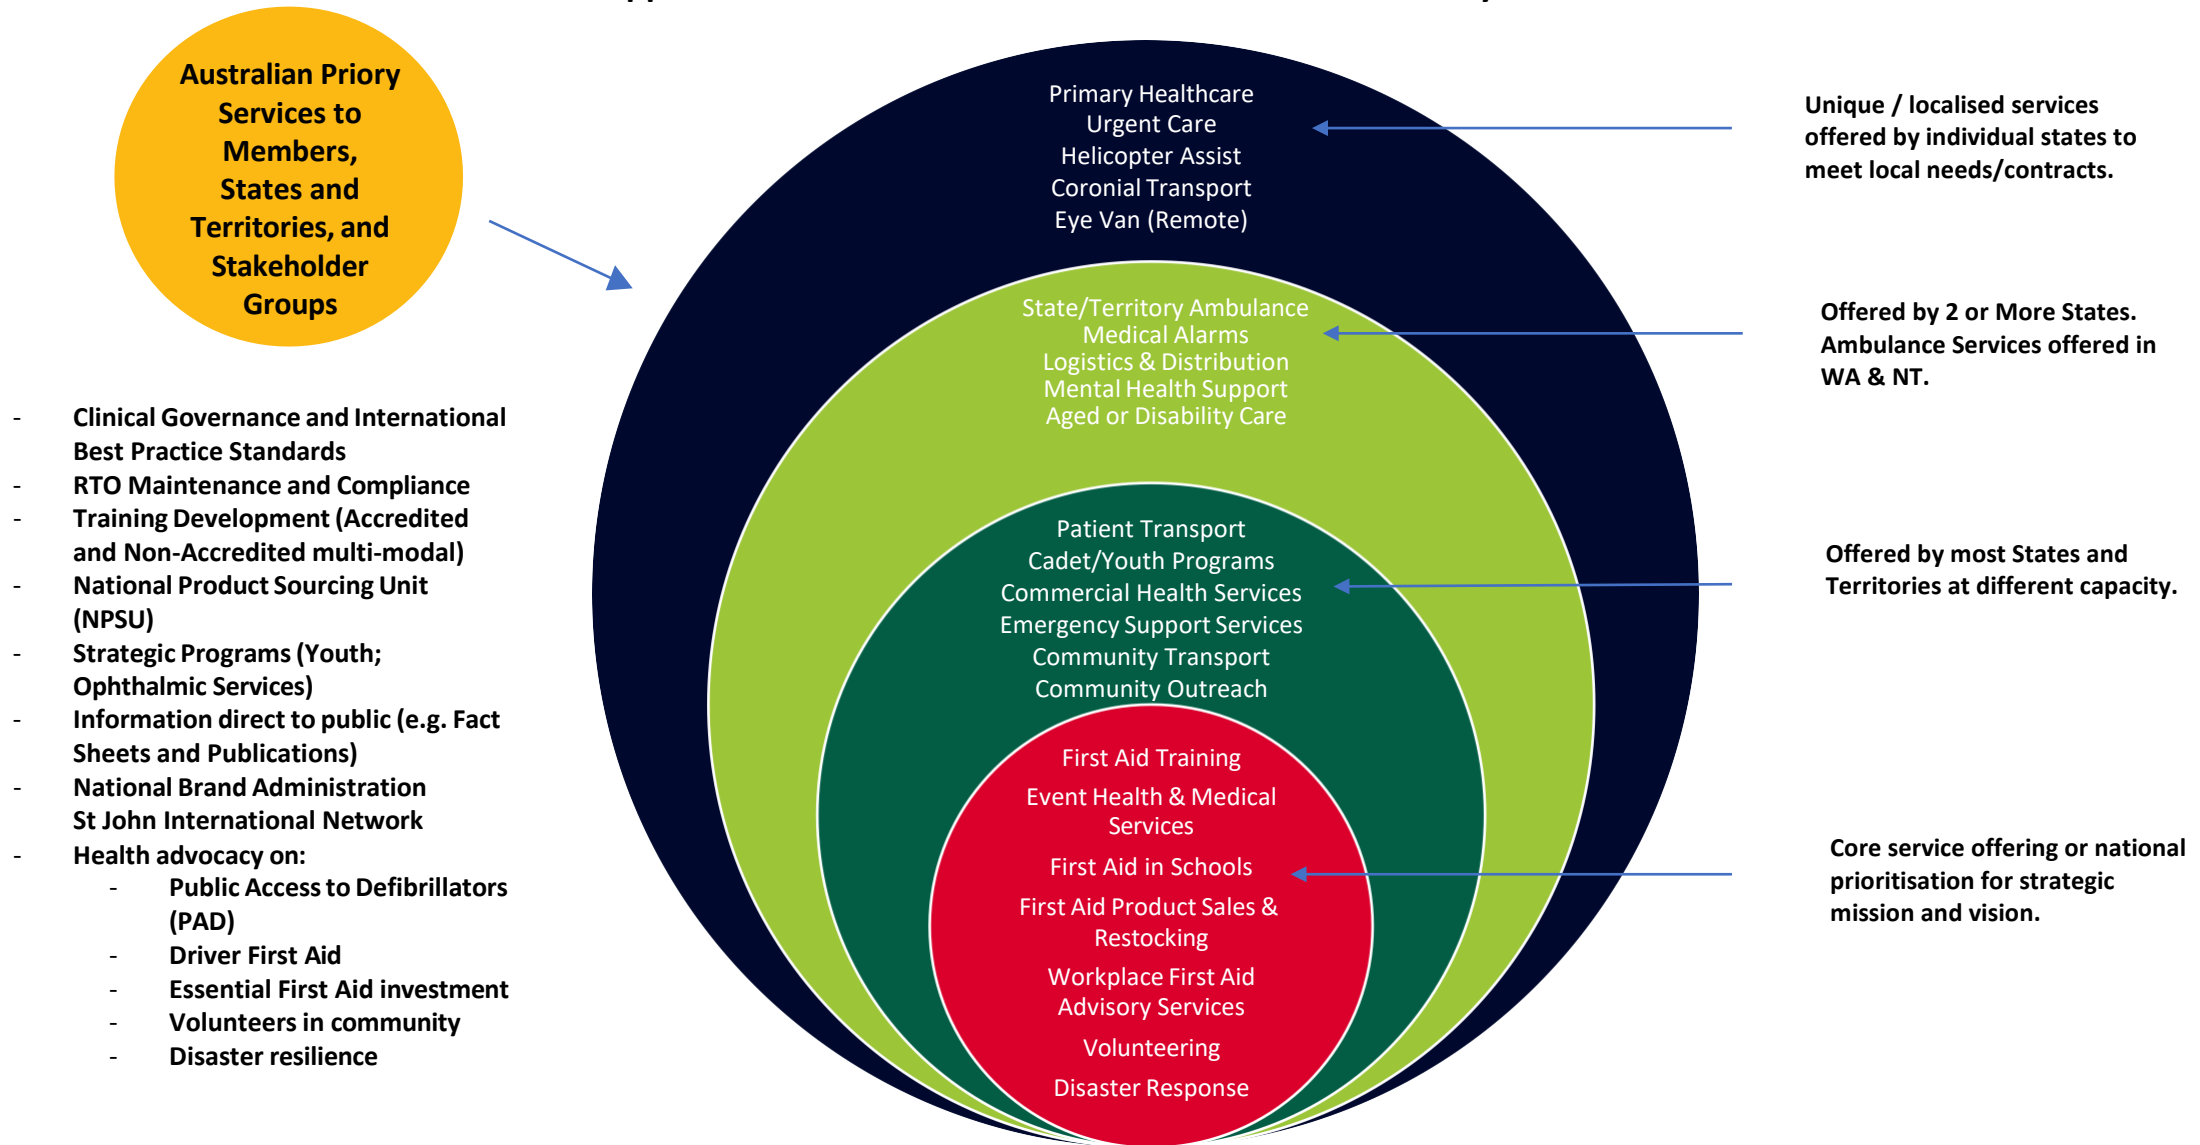 Australian Priory
Services to
Members,
States and
Territories, and
Stakeholder
Groups
- Clinical Governance and International
Best Practice Standards
- RTO Maintenance and Compliance
- Training Development (Accredited
and Non-Accredited multi-modal)
- National Product Sourcing Unit
(NPSU)
- Strategic Programs (Youth;
Ophthalmic Services)
- Information direct to public (e.g. Fact
Sheets and Publications)
- National Brand Administration
St John International Network
- Health advocacy on:
- Public Access to Defibrillators
(PAD)
- Driver First Aid
- Essential First Aid investment
- Volunteers in community
- Disaster resilience
Primary Healthcare
Urgent Care
Helicopter Assist
Coronial Transport
Eye Van (Remote)
State/Territory Ambulance
Medical Alarms
Logistics & Distribution
Mental Health Support
Aged or Disability Care
Patient Transport
Cadet/Youth Programs
Commercial Health Services
Emergency Support Services
Community Transport
Community Outreach
First Aid Training
Event Health & Medical
Services
First Aid in Schools
First Aid Product Sales &
Restocking
Workplace First Aid
Advisory Services
Volunteering
Disaster Response
Unique / localised services
offered by individual states to
meet local needs/contracts.
Offered by 2 or More States.
Ambulance Services offered in
WA & NT.
Offered by most States and
Territories at different capacity.
Core service offering or national
prioritisation for strategic
mission and vision.